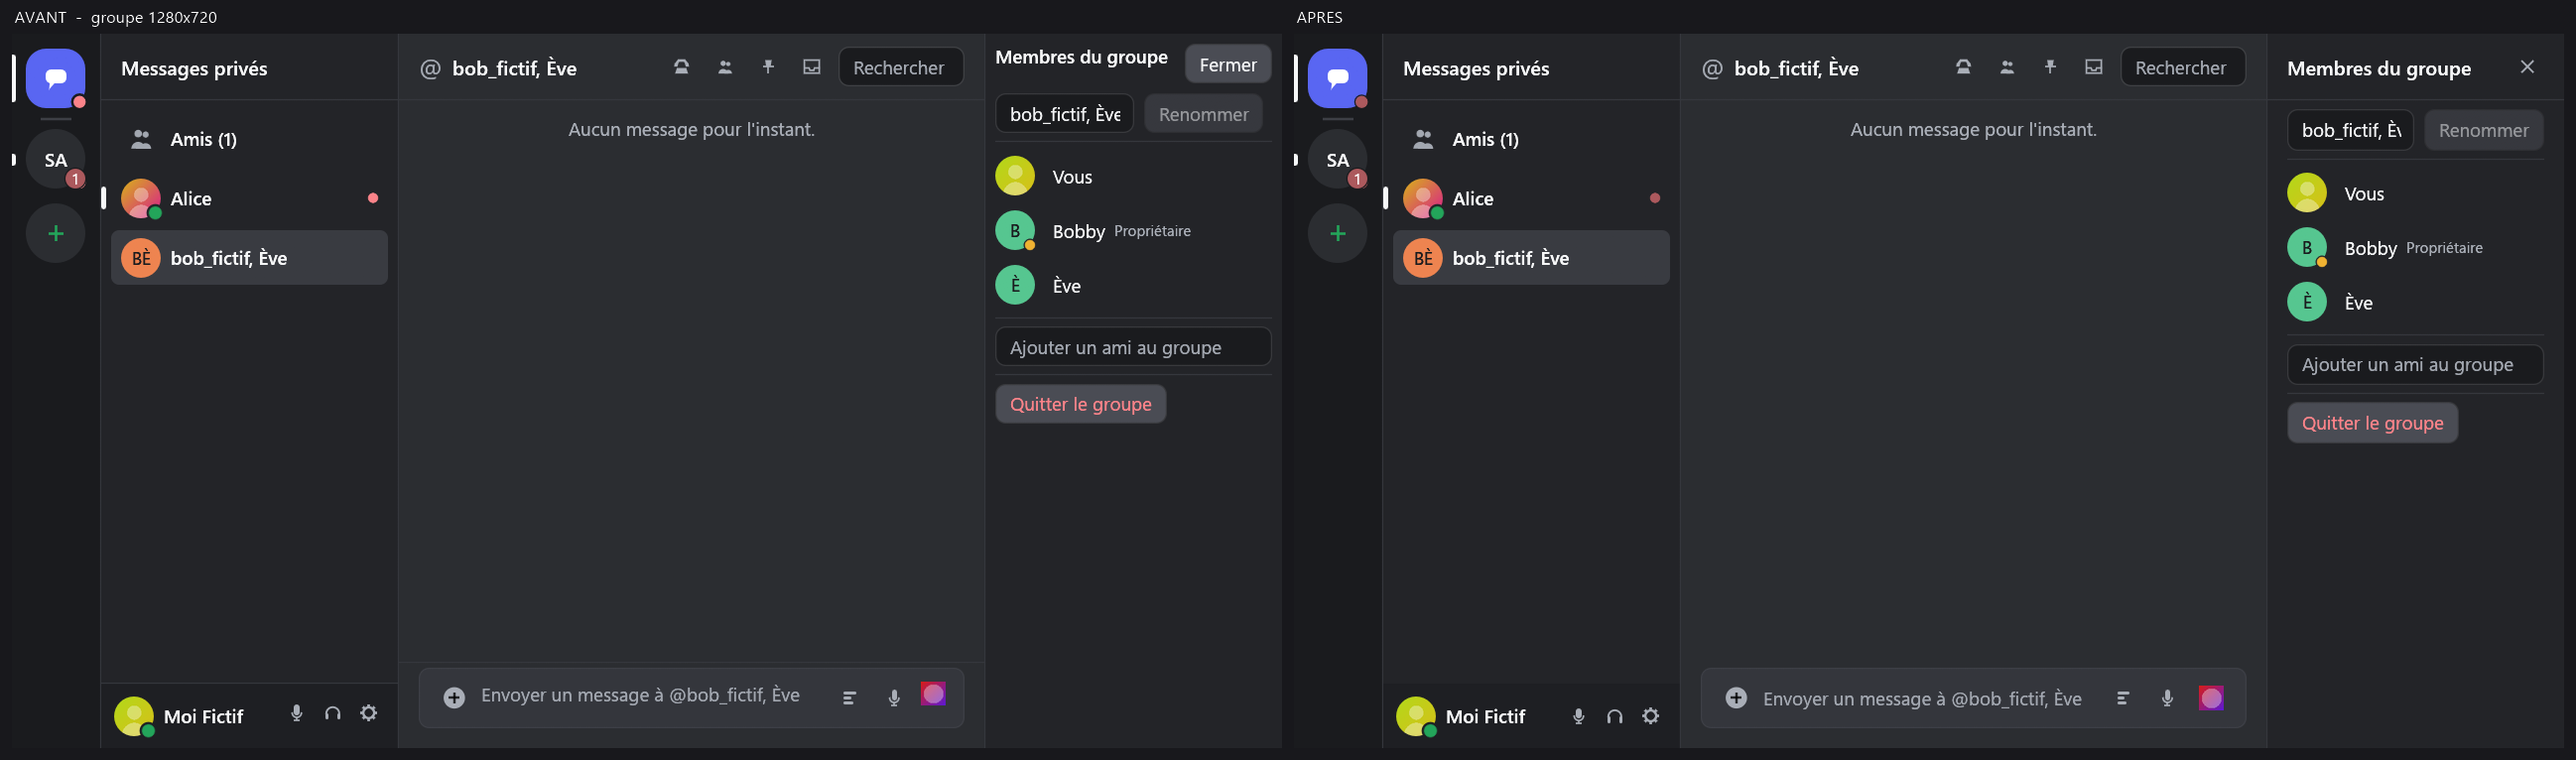 AVANT - groupe 1280x720
Messages privés
@ bob_fictif, Ève
Rechercher
Membres du groupe
Fermer
Amis (1)
SA
1
Alice
BÈ
bob_fictif, Ève
Aucun message pour l'instant.
bob_fictif, Ève
Renommer
Vous
B
Bobby Propriétaire
È
Ève
Ajouter un ami au groupe
Quitter le groupe
Moi Fictif
Envoyer un message à @bob_fictif, Ève
APRES
Messages privés
@ bob_fictif, Ève
Rechercher
Membres du groupe
Amis (1)
SA
1
Alice
BÈ
bob_fictif, Ève
Aucun message pour l'instant.
bob_fictif, È
Renommer
Vous
B
Bobby Propriétaire
È
Ève
Ajouter un ami au groupe
Quitter le groupe
Moi Fictif
Envoyer un message à @bob_fictif, Ève